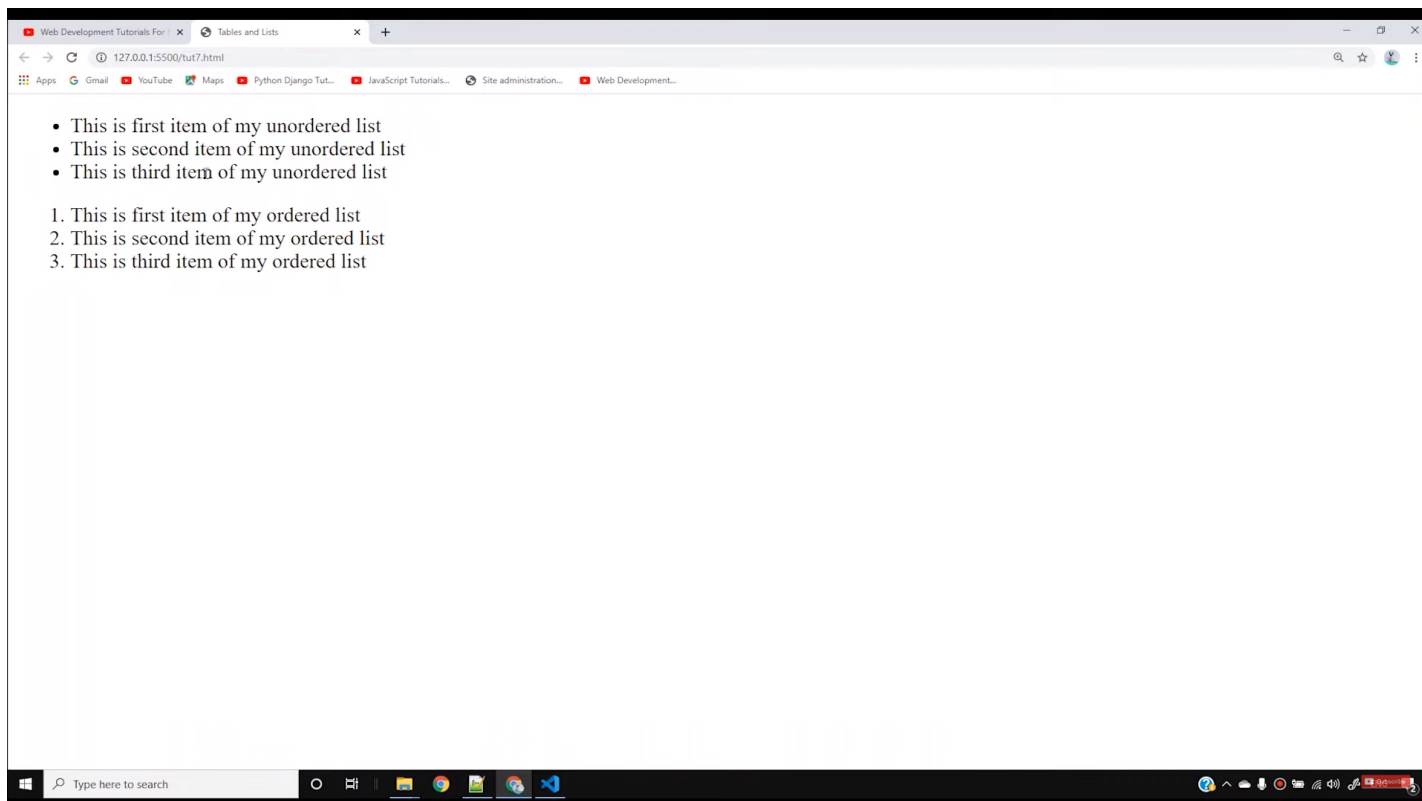 Web Development Tutorials For
Tables and Lists
127.0.0.1:5500/tut7.html
Apps
Gmail
YouTube
Maps
Python Django Tut...
JavaScript Tutorials...
Site administration...
Web Development...
• This is first item of my unordered list
• This is second item of my unordered list
• This is third item of my unordered list
1. This is first item of my ordered list
2. This is second item of my ordered list
3. This is third item of my ordered list
Type here to search
2